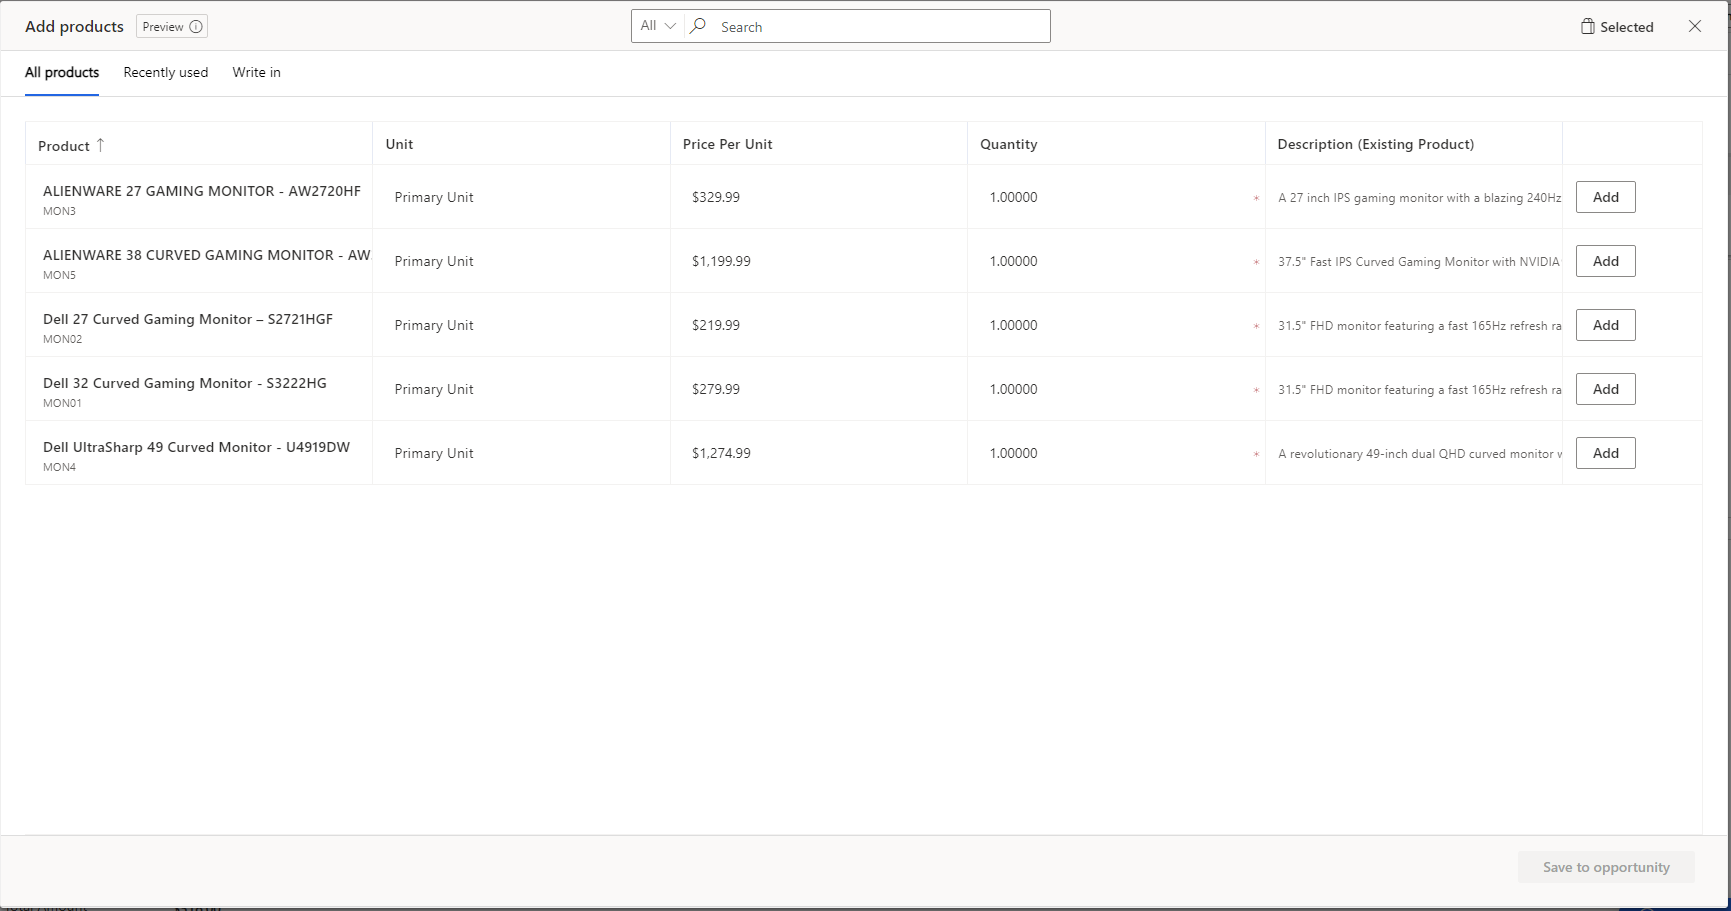 Add products Preview All Search Selected
All products Recently used Write in
Product ↑ Unit Price Per Unit Quantity Description (Existing Product)
ALIENWARE 27 GAMING MONITOR - AW2720HF
MON3
Primary Unit $329.99 1.00000 * A 27 inch IPS gaming monitor with a blazing 240Hz Add
ALIENWARE 38 CURVED GAMING MONITOR - AW
MON5
Primary Unit $1,199.99 1.00000 * 37.5" Fast IPS Curved Gaming Monitor with NVIDIA Add
Dell 27 Curved Gaming Monitor – S2721HGF
MON02
Primary Unit $219.99 1.00000 * 31.5" FHD monitor featuring a fast 165Hz refresh ra Add
Dell 32 Curved Gaming Monitor - S3222HG
MON01
Primary Unit $279.99 1.00000 * 31.5" FHD monitor featuring a fast 165Hz refresh ra Add
Dell UltraSharp 49 Curved Monitor - U4919DW
MON4
Primary Unit $1,274.99 1.00000 * A revolutionary 49-inch dual QHD curved monitor Add
Save to opportunity